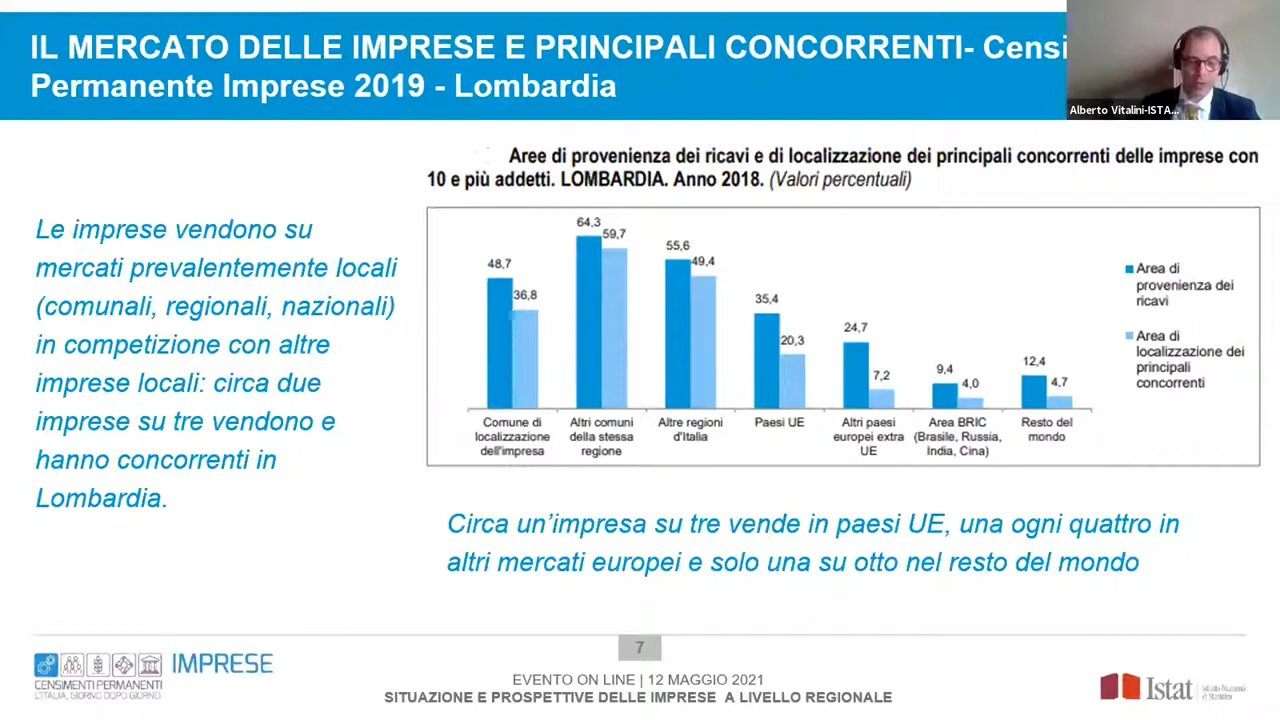 IL MERCATO DELLE IMPRESE E PRINCIPALI CONCORRENTI- Censi
Permanente Imprese 2019 - Lombardia
Alberto Vitalini-ISTA...
Aree di provenienza dei ricavi e di localizzazione dei principali concorrenti delle imprese con
10 e più addetti. LOMBARDIA. Anno 2018. (Valori percentuali)
Le imprese vendono su
mercati prevalentemente locali
(comunali, regionali, nazionali)
in competizione con altre
imprese locali: circa due
imprese su tre vendono e
hanno concorrenti in
Lombardia.
48,7
36,8
64,3
59,7
55,6
49,4
35,4
20,3
24,7
7,2
9,4
4,0
12,4
4,7
Comune di
localizzazione
dell'impresa
Altri comuni
della stessa
regione
Altre regioni
d'Italia
Paesi UE
Altri paesi
europei extra
UE
Area BRIC
(Brasile, Russia,
India, Cina)
Resto del
mondo
Area di
provenienza dei
ricavi
Area di
localizzazione dei
principali
concorrenti
Circa un'impresa su tre vende in paesi UE, una ogni quattro in
altri mercati europei e solo una su otto nel resto del mondo
7
IMPRESE
CENSIMENTI PERMANENTI
L'ITALIA, GIORNO DOPO GIORNO
EVENTO ON LINE | 12 MAGGIO 2021
SITUAZIONE E PROSPETTIVE DELLE IMPRESE A LIVELLO REGIONALE
Istat
Istituto Nazionale
di Statistica